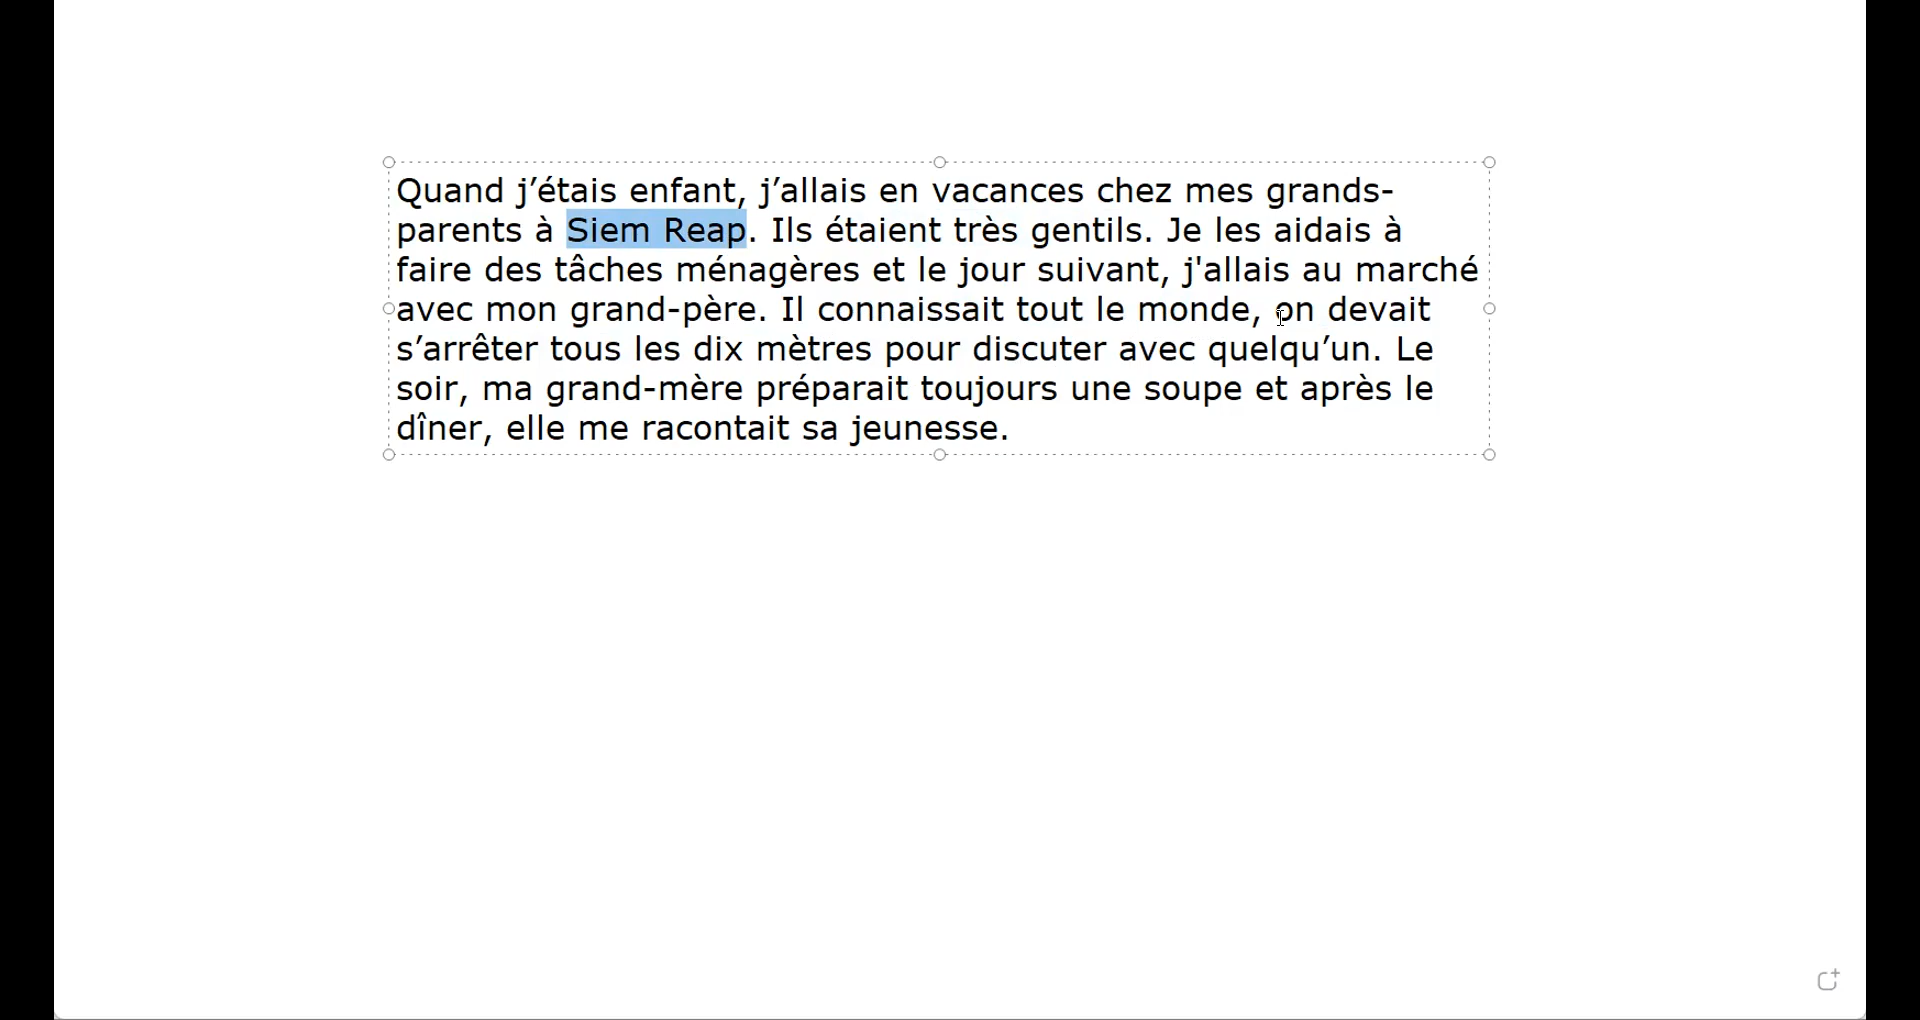 Quand j’étais enfant, j’allais en vacances chez mes grands-
parents à Siem Reap. Ils étaient très gentils. Je les aidais à
faire des tâches ménagères et le jour suivant, j'allais au marché
avec mon grand-père. Il connaissait tout le monde, on devait
s’arrêter tous les dix mètres pour discuter avec quelqu’un. Le
soir, ma grand-mère préparait toujours une soupe et après le
dîner, elle me racontait sa jeunesse.